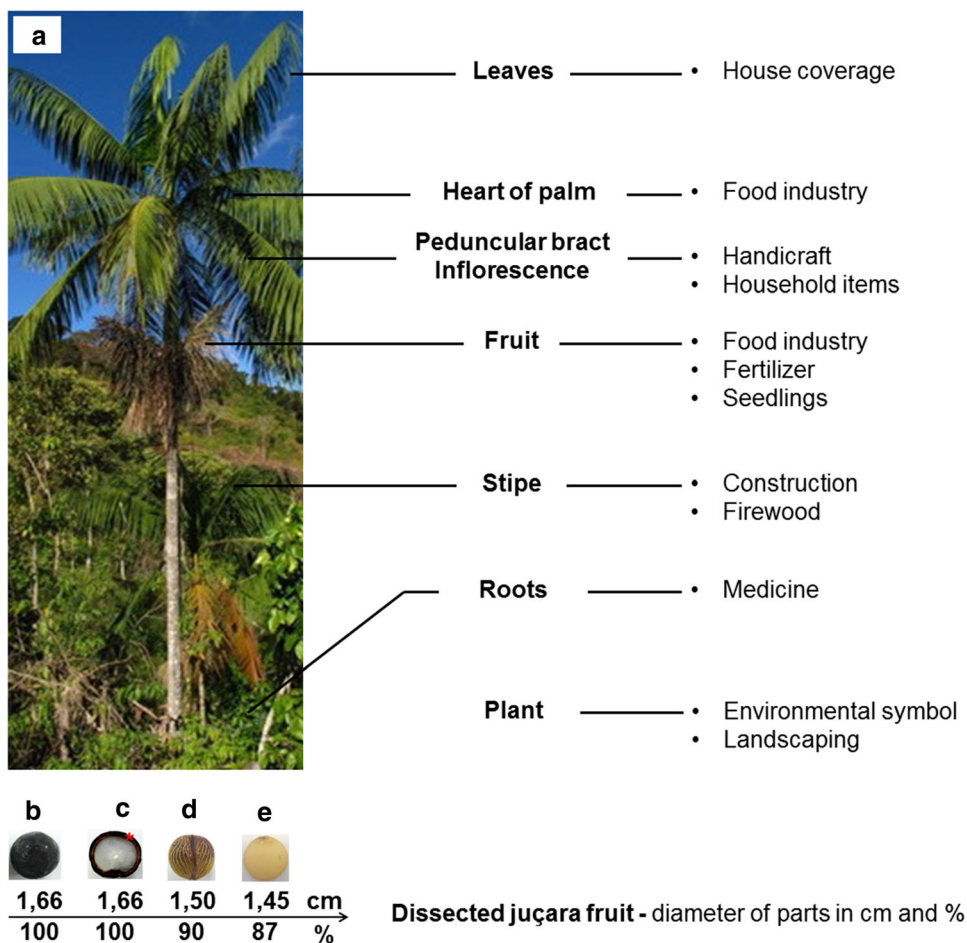 a
Leaves
• House coverage
Heart of palm
• Food industry
Peduncular bract
Inflorescence
• Handicraft
• Household items
Fruit
• Food industry
• Fertilizer
• Seedlings
Stipe
• Construction
• Firewood
Roots
• Medicine
Plant
• Environmental symbol
• Landscaping
b c d e
1,66 1,66 1,50 1,45 cm
100 100 90 87 %
Dissected juçara fruit - diameter of parts in cm and %